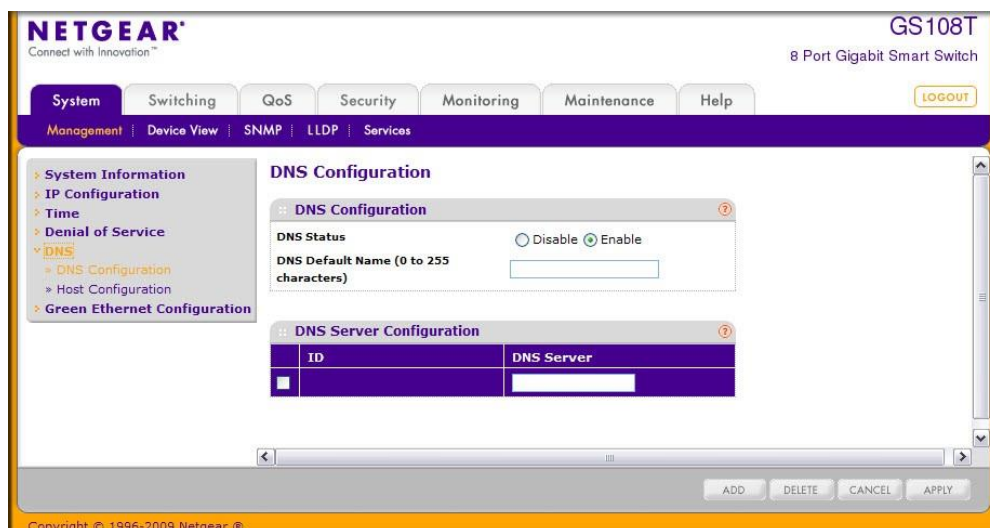 NETGEAR®
Connect with Innovation™
GS108T
8 Port Gigabit Smart Switch
System
Switching
QoS
Security
Monitoring
Maintenance
Help
LOGOUT
Management
Device View
SNMP
LLDP
Services
System Information
IP Configuration
Time
Denial of Service
DNS
DNS Configuration
Host Configuration
Green Ethernet Configuration
DNS Configuration
DNS Configuration
DNS Status
Disable
Enable
DNS Default Name (0 to 255
characters)
DNS Server Configuration
ID
DNS Server
ADD
DELETE
CANCEL
APPLY
Copyright © 1996-2009 Netgear ®